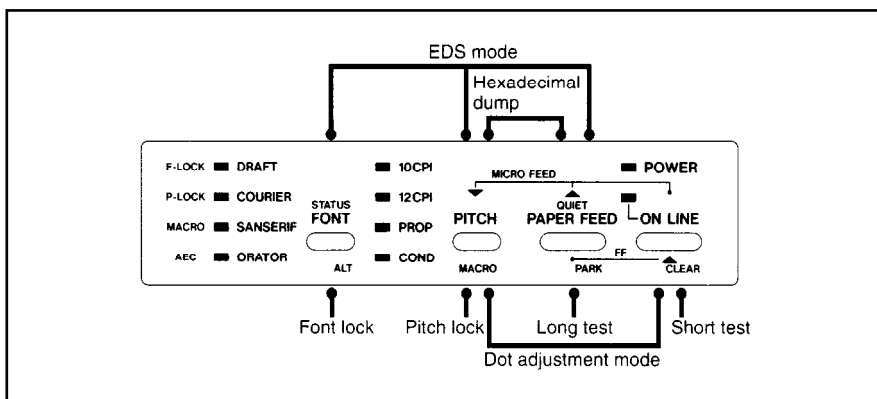 EDS mode
Hexadecimal
dump
F-LOCK DRAFT 10CPI POWER
MICRO FEED
P-LOCK COURIER 12CPI
STATUS QUIET
FONT PITCH PAPER FEED ON LINE
MACRO SANSERIF PROP
FF
AEC ORATOR COND
ALT MACRO PARK CLEAR
Font lock Pitch lock Long test Short test
Dot adjustment mode